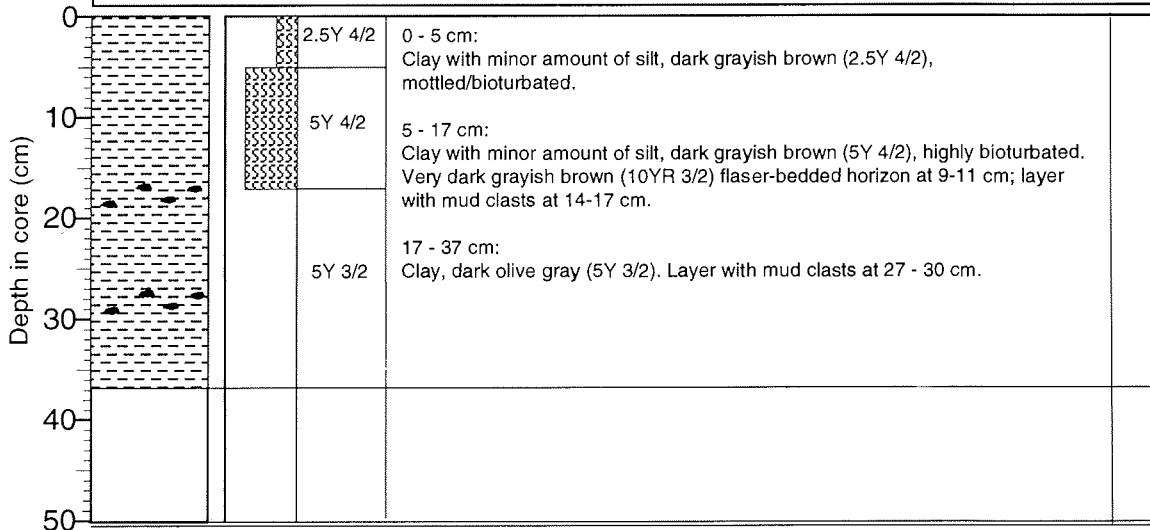 0
10
20
30
40
50
Depth in core (cm)
2.5Y 4/2
5Y 4/2
5Y 3/2
0 - 5 cm:
Clay with minor amount of silt, dark grayish brown (2.5Y 4/2),
mottled/bioturbated.
5 - 17 cm:
Clay with minor amount of silt, dark grayish brown (5Y 4/2), highly bioturbated.
Very dark grayish brown (10YR 3/2) flaser-bedded horizon at 9-11 cm; layer
with mud clasts at 14-17 cm.
17 - 37 cm:
Clay, dark olive gray (5Y 3/2). Layer with mud clasts at 27 - 30 cm.